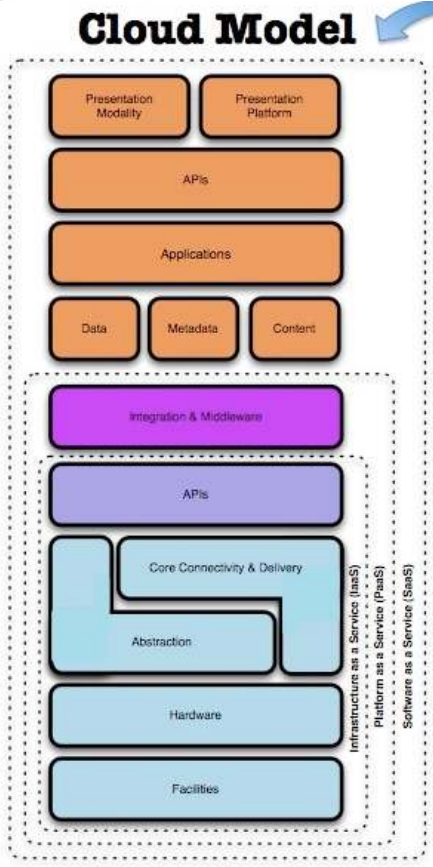 Cloud Model
Presentation
Modality
Presentation
Platform
APIs
Applications
Data
Metadata
Content
Integration & Middleware
APIs
Core Connectivity & Delivery
Abstraction
Hardware
Facilities
Infrastructure as a Service (IaaS)
Platform as a Service (PaaS)
Software as a Service (SaaS)